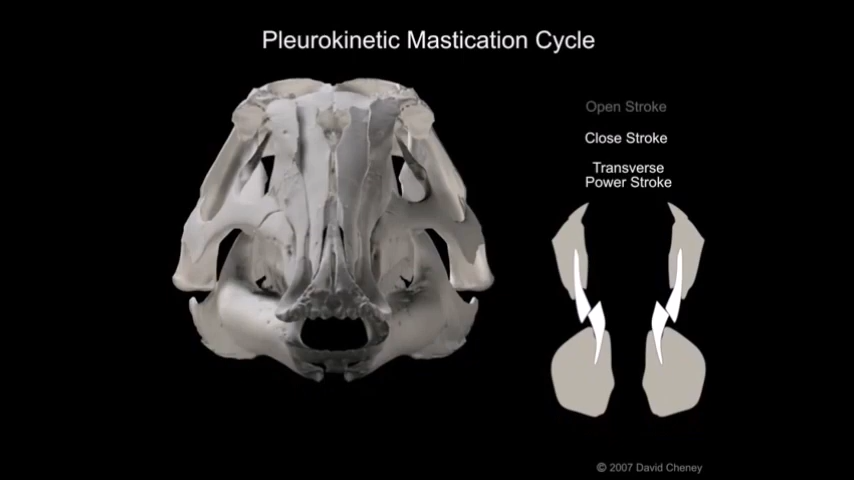 Pleurokinetic Mastication Cycle
Open Stroke
Close Stroke
Transverse
Power Stroke
© 2007 David Cheney